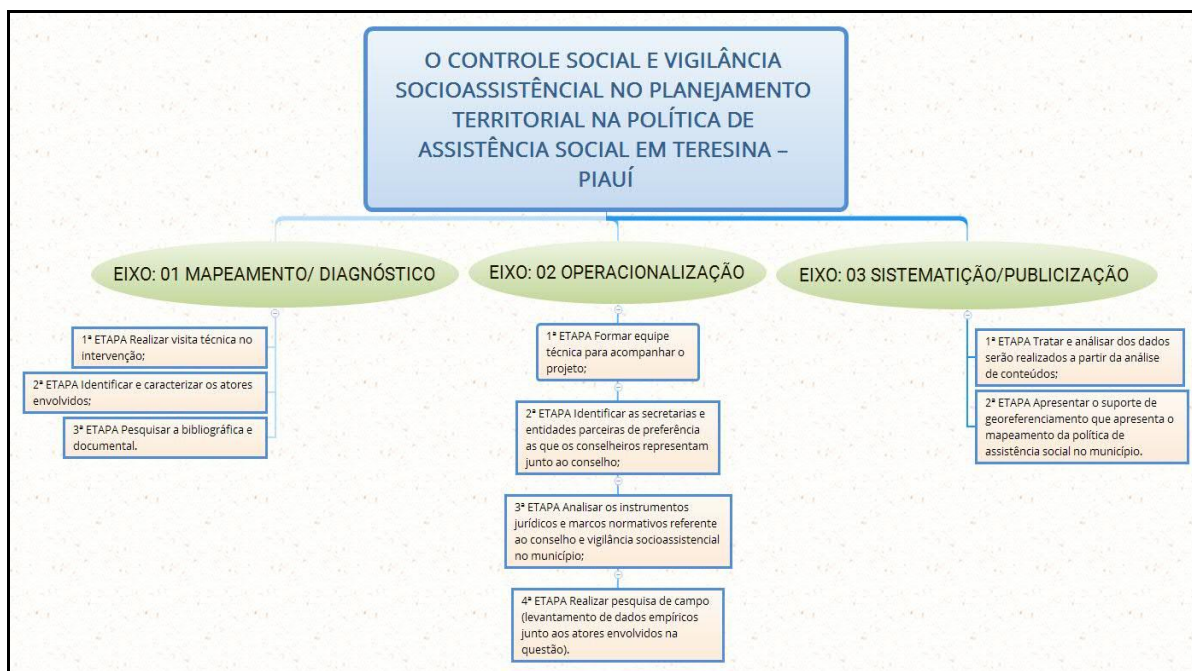 O CONTROLE SOCIAL E VIGILÂNCIA
SOCIOASSISTÊNCIAL NO PLANEJAMENTO
TERRITORIAL NA POLÍTICA DE
ASSISTÊNCIA SOCIAL EM TERESINA –
PIAUÍ
EIXO: 01 MAPEAMENTO/ DIAGNÓSTICO
1ª ETAPA Realizar visita técnica no
intervenção;
2ª ETAPA Identificar e caracterizar os atores
envolvidos;
3ª ETAPA Pesquisar a bibliográfica e
documental.
EIXO: 02 OPERACIONALIZAÇÃO
1ª ETAPA Formar equipe
técnica para acompanhar o
projeto;
2ª ETAPA Identificar as secretarias e
entidades parceiras de preferência
as que os conselheiros representam
junto ao conselho;
3ª ETAPA Analisar os instrumentos
jurídicos e marcos normativos referente
ao conselho e vigilância socioassistencial
no município;
4ª ETAPA Realizar pesquisa de campo
(levantamento de dados empíricos
junto aos atores envolvidos na
questão).
EIXO: 03 SISTEMATIÇÃO/PUBLICIZAÇÃO
1ª ETAPA Tratar e análisar dos dados
serão realizados a partir da análise
de conteúdos;
2ª ETAPA Apresentar o suporte de
georeferenciamento que apresenta o
mapeamento da política de
assistência social no município.